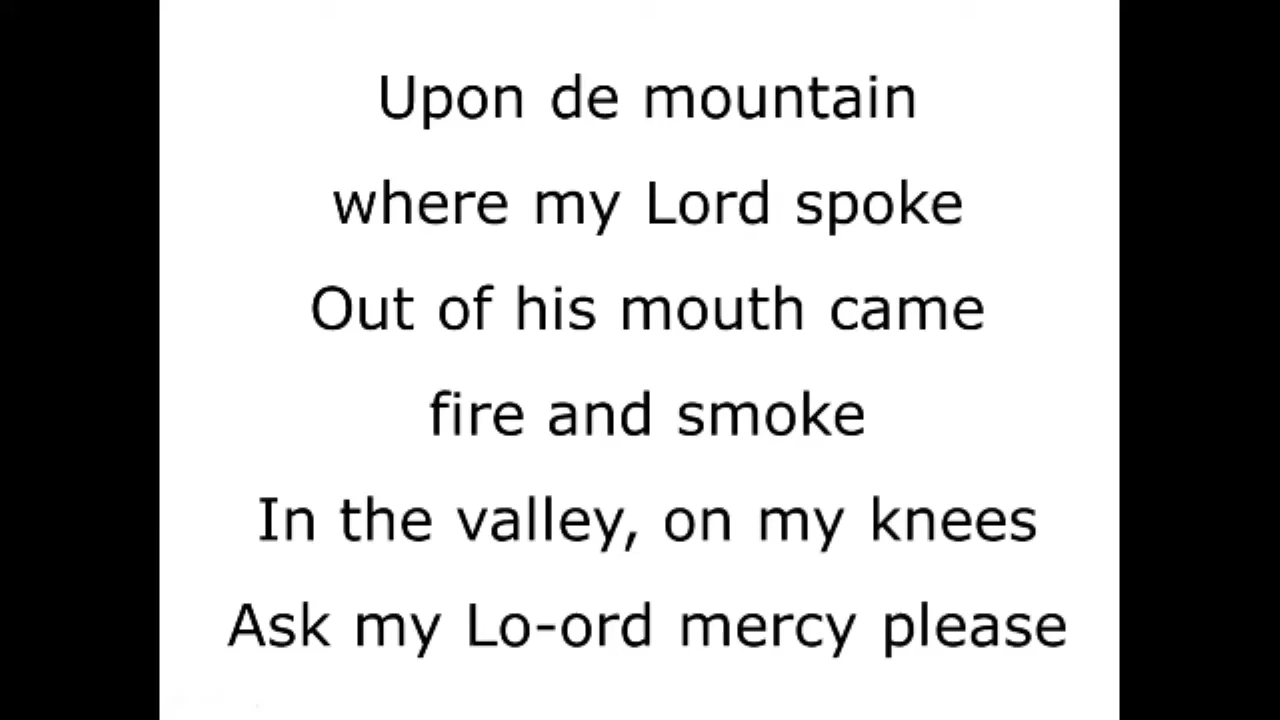 Upon de mountain
where my Lord spoke
Out of his mouth came
fire and smoke
In the valley, on my knees
Ask my Lo-ord mercy please